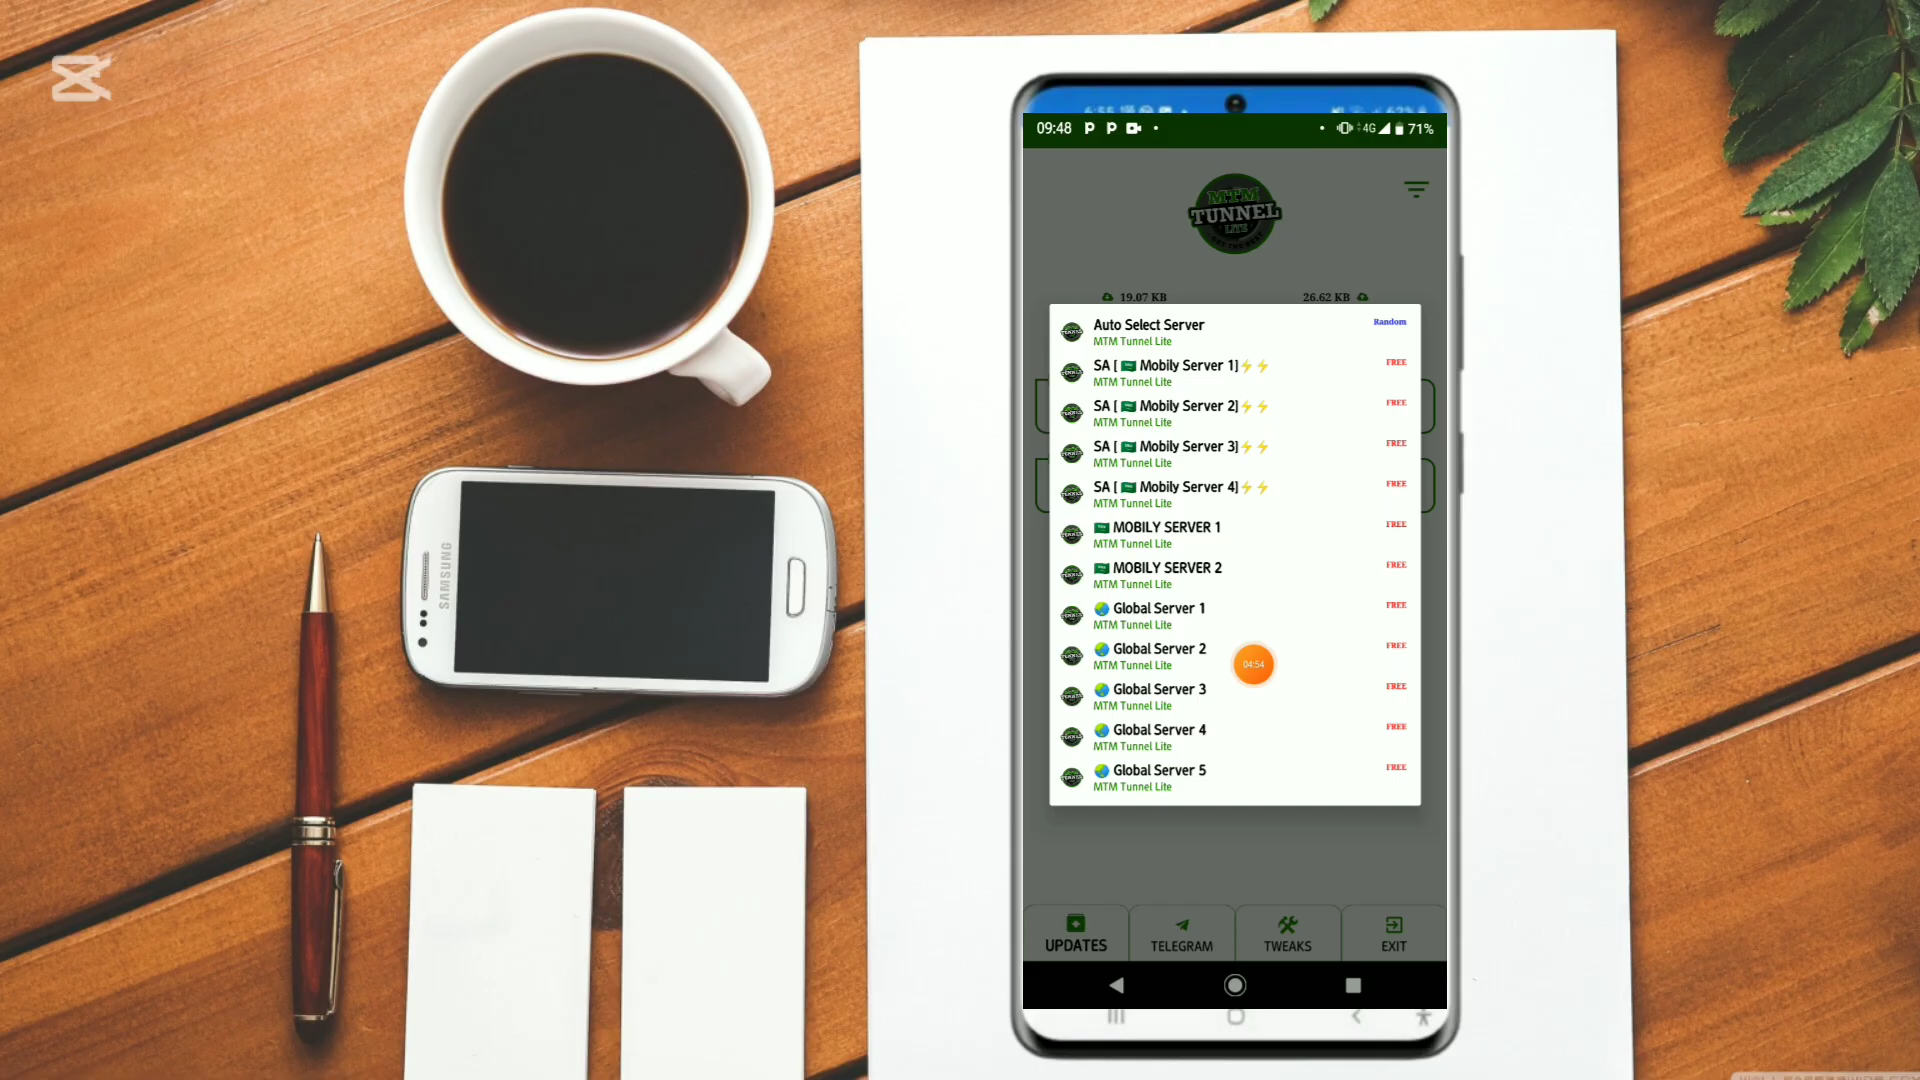 SAMSUNG
09:48
4G
71%
MTM
TUNNEL
LITE
19.07 KB
26.62 KB
Auto Select Server
Random
MTM Tunnel Lite
SA [ 🇸🇦 Mobily Server 1]⚡⚡
FREE
MTM Tunnel Lite
SA [ 🇸🇦 Mobily Server 2]⚡⚡
FREE
MTM Tunnel Lite
SA [ 🇸🇦 Mobily Server 3]⚡⚡
FREE
MTM Tunnel Lite
SA [ 🇸🇦 Mobily Server 4]⚡⚡
FREE
MTM Tunnel Lite
🇸🇦 MOBILY SERVER 1
FREE
MTM Tunnel Lite
🇸🇦 MOBILY SERVER 2
FREE
MTM Tunnel Lite
🌏 Global Server 1
FREE
MTM Tunnel Lite
🌏 Global Server 2
FREE
MTM Tunnel Lite
04:54
🌏 Global Server 3
FREE
MTM Tunnel Lite
🌏 Global Server 4
FREE
MTM Tunnel Lite
🌏 Global Server 5
FREE
MTM Tunnel Lite
UPDATES
TELEGRAM
TWEAKS
EXIT